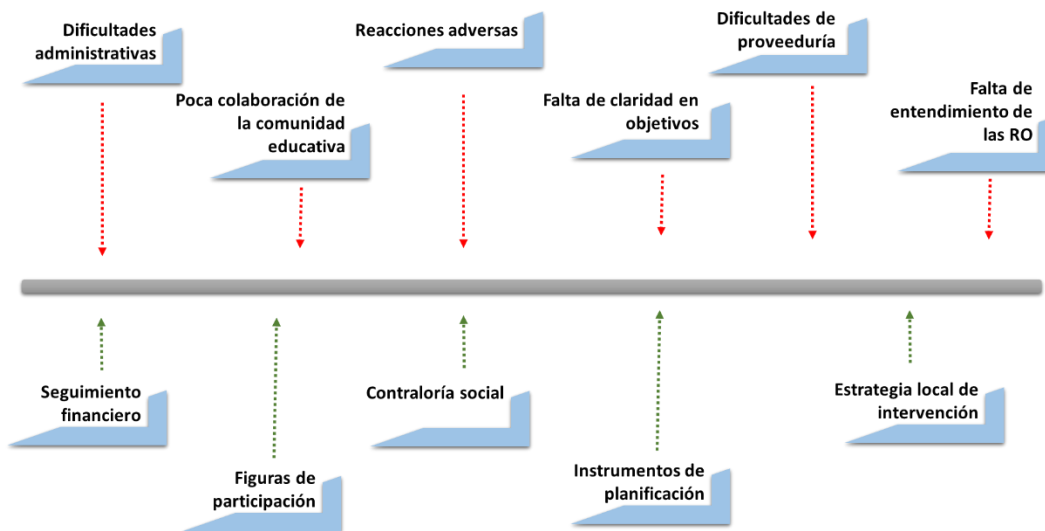 Dificultades
administrativas
Poca colaboración de
la comunidad
educativa
Reacciones adversas
Falta de claridad en
objetivos
Dificultades de
proveeduría
Falta de
entendimiento de
las RO
Seguimiento
financiero
Figuras de
participación
Contraloría social
Instrumentos de
planificación
Estrategia local de
intervención